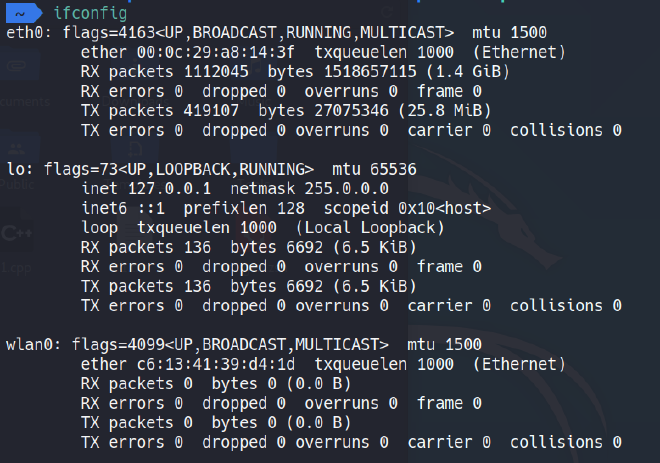 ~ ifconfig
eth0: flags=4163<UP,BROADCAST,RUNNING,MULTICAST>  mtu 1500
        ether 00:0c:29:a8:14:3f  txqueuelen 1000  (Ethernet)
        RX packets 1112045  bytes 1518657115 (1.4 GiB)
        RX errors 0  dropped 0  overruns 0  frame 0
        TX packets 419107  bytes 27075346 (25.8 MiB)
        TX errors 0  dropped 0 overruns 0  carrier 0  collisions 0

lo: flags=73<UP,LOOPBACK,RUNNING>  mtu 65536
        inet 127.0.0.1  netmask 255.0.0.0
        inet6 ::1  prefixlen 128  scopeid 0x10<host>
        loop  txqueuelen 1000  (Local Loopback)
        RX packets 136  bytes 6692 (6.5 KiB)
        RX errors 0  dropped 0  overruns 0  frame 0
        TX packets 136  bytes 6692 (6.5 KiB)
        TX errors 0  dropped 0 overruns 0  carrier 0  collisions 0

wlan0: flags=4099<UP,BROADCAST,MULTICAST>  mtu 1500
        ether c6:13:41:39:d4:1d  txqueuelen 1000  (Ethernet)
        RX packets 0  bytes 0 (0.0 B)
        RX errors 0  dropped 0  overruns 0  frame 0
        TX packets 0  bytes 0 (0.0 B)
        TX errors 0  dropped 0 overruns 0  carrier 0  collisions 0